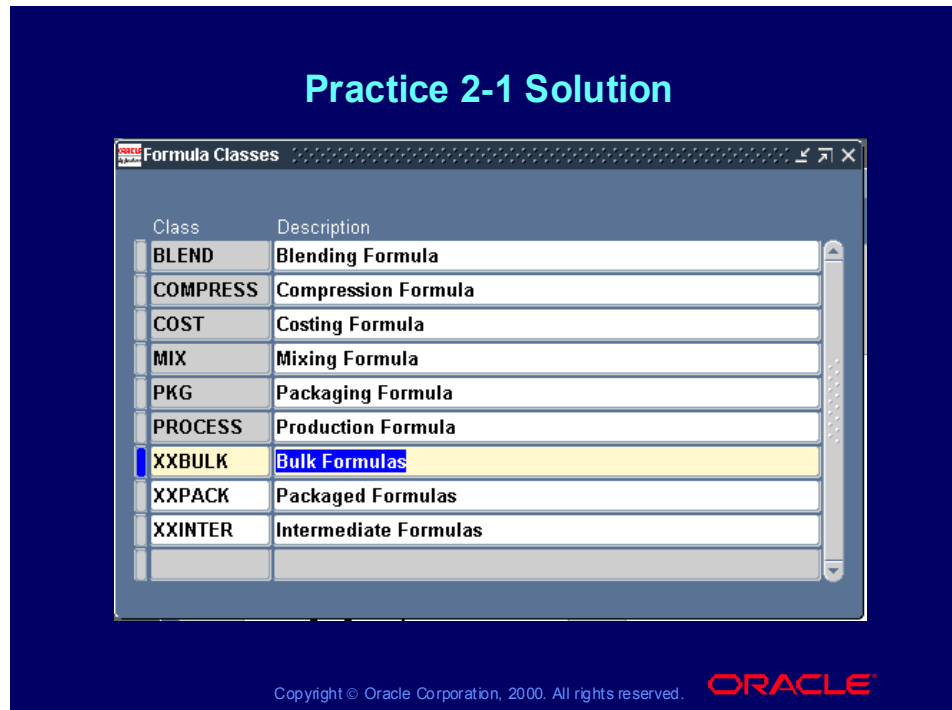 Practice 2-1 Solution
ORACLE
Formula Classes
Class Description
BLEND Blending Formula
COMPRESS Compression Formula
COST Costing Formula
MIX Mixing Formula
PKG Packaging Formula
PROCESS Production Formula
XXBULK Bulk Formulas
XXPACK Packaged Formulas
XXINTER Intermediate Formulas
Copyright © Oracle Corporation, 2000. All rights reserved. ORACLE